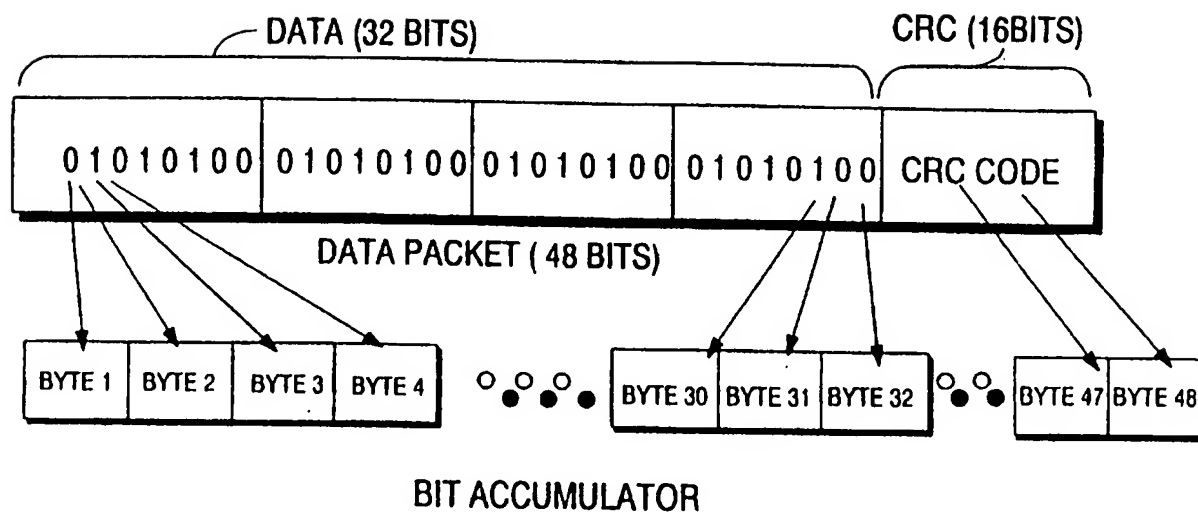 DATA (32 BITS) CRC (16BITS)
01010100 01010100 01010100 01010100 CRC CODE
DATA PACKET ( 48 BITS)
BYTE 1 BYTE 2 BYTE 3 BYTE 4 BYTE 30 BYTE 31 BYTE 32 BYTE 47 BYTE 48
BIT ACCUMULATOR